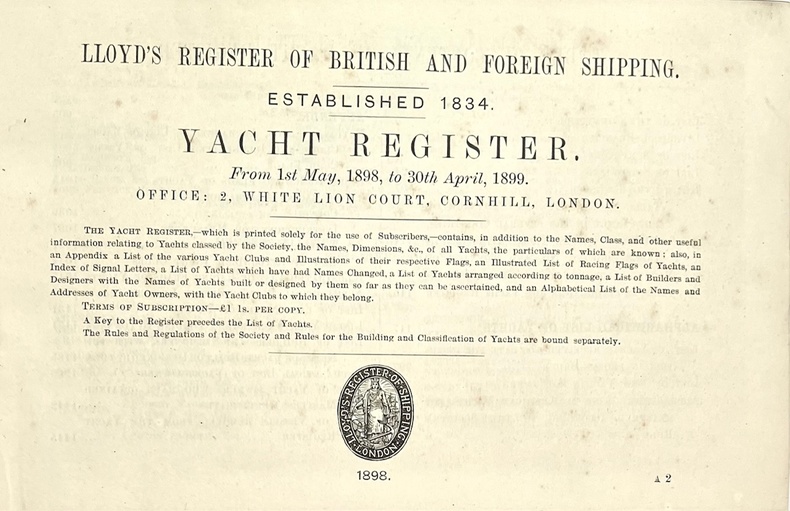 LLOYD'S REGISTER OF BRITISH AND FOREIGN SHIPPING.
ESTABLISHED 1834.
YACHT REGISTER.
From 1st May, 1898, to 30th April, 1899.
OFFICE: 2, WHITE LION COURT, CORNHILL, LONDON.
THE YACHT REGISTER,—which is printed solely for the use of Subscribers,—contains, in addition to the Names, Class, and other useful
information relating to Yachts classed by the Society, the Names, Dimensions, &c., of all Yachts, the particulars of which are known; also, in
an Appendix a List of the various Yacht Clubs and Illustrations of their respective Flags, an Illustrated List of Racing Flags of Yachts, an
Index of Signal Letters, a List of Yachts which have had Names Changed, a List of Yachts arranged according to tonnage, a List of Builders and
Designers with the Names of Yachts built or designed by them so far as they can be ascertained, and an Alphabetical List of the Names and
Addresses of Yacht Owners, with the Yacht Clubs to which they belong.
TERMS OF SUBSCRIPTION—£1 1s. PER COPY.
A Key to the Register precedes the List of Yachts.
The Rules and Regulations of the Society and Rules for the Building and Classification of Yachts are bound separately.
LLOYD'S·REGISTER·OF·SHIPPING·
LONDON·
1898.
A 2